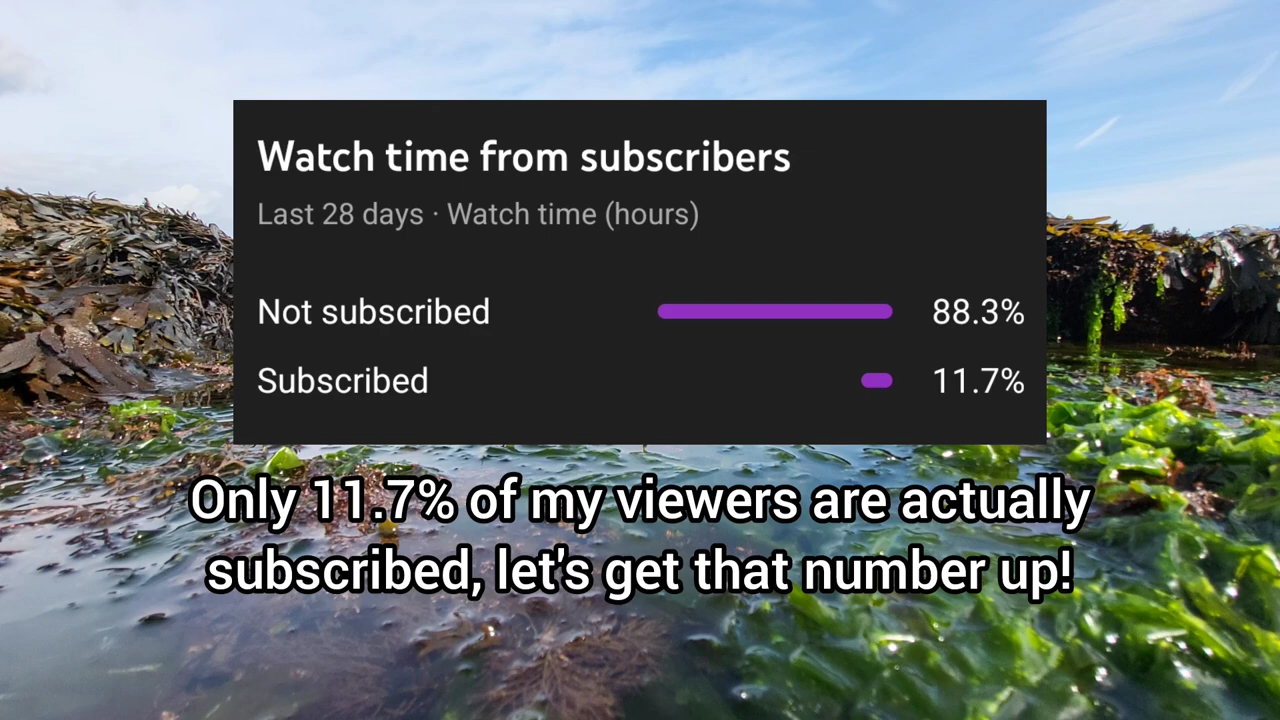 Watch time from subscribers
Last 28 days · Watch time (hours)
Not subscribed 88.3%
Subscribed 11.7%
Only 11.7% of my viewers are actually
subscribed, let's get that number up!